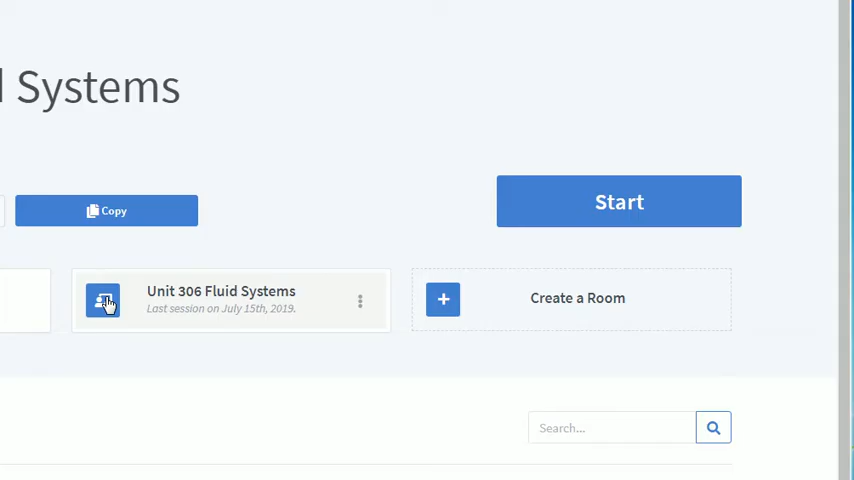 Systems
Copy
Start
Unit 306 Fluid Systems
Last session on July 15th, 2019.
Create a Room
Search...